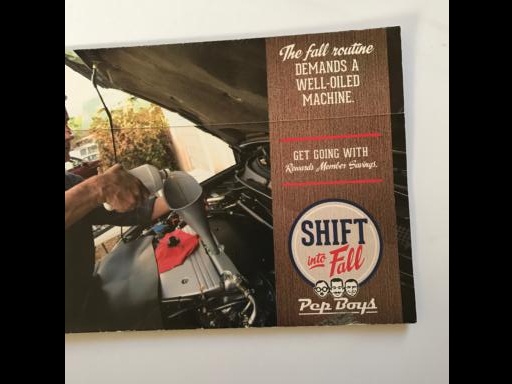 The fall routine
DEMANDS A
WELL-OILED
MACHINE.
GET GOING WITH
Rewards Member Savings.
SHIFT
into Fall
Pep Boys